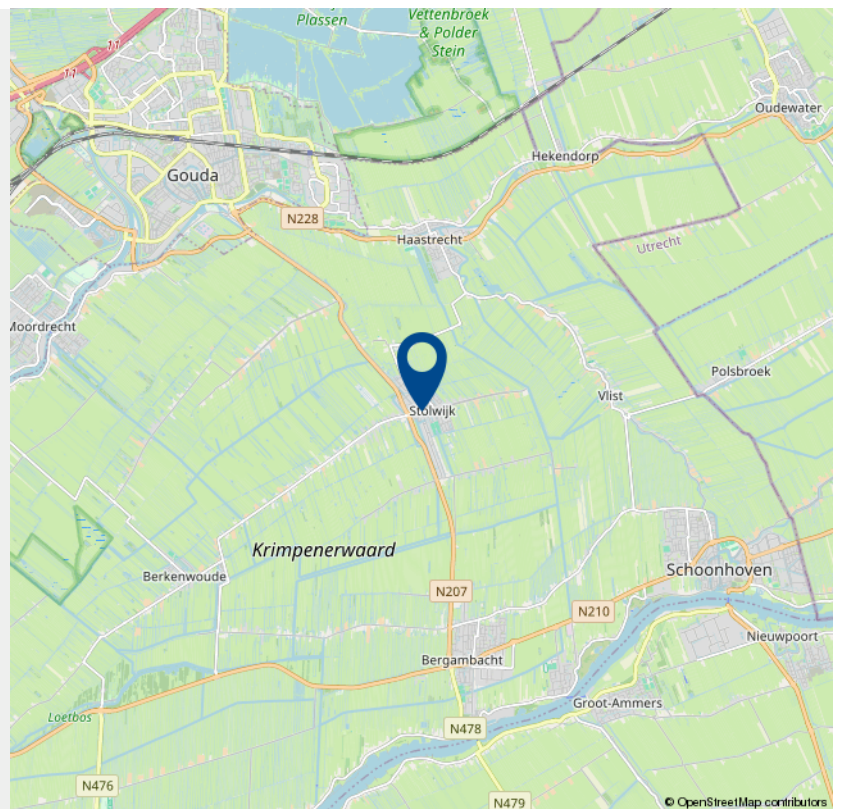 Plassen
Vettenbroek
& Polder
Stein
11
11
Oudewater
Hekendorp
Gouda
N228
Haastrecht
Utrecht
Moordrecht
Polsbroek
Vlist
Stolwijk
Krimpenerwaard
Schoonhoven
Berkenwoude
N207
N210
Nieuwpoort
Bergambacht
Groot-Ammers
Loetbos
N478
N476
N479
© OpenStreetMap contributors